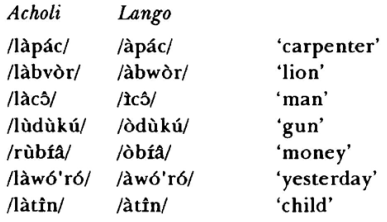 Acholi Lango
/làpác/ /àpác/ ‘carpenter’
/làbvòr/ /àbwòr/ ‘lion’
/làcɔ̂/ /ìcɔ̂/ ‘man’
/lùdùkú/ /òdùkú/ ‘gun’
/rùbíâ/ /òbíâ/ ‘money’
/làwó'ró/ /àwó'ró/ ‘yesterday’
/làtîn/ /àtîn/ ‘child’